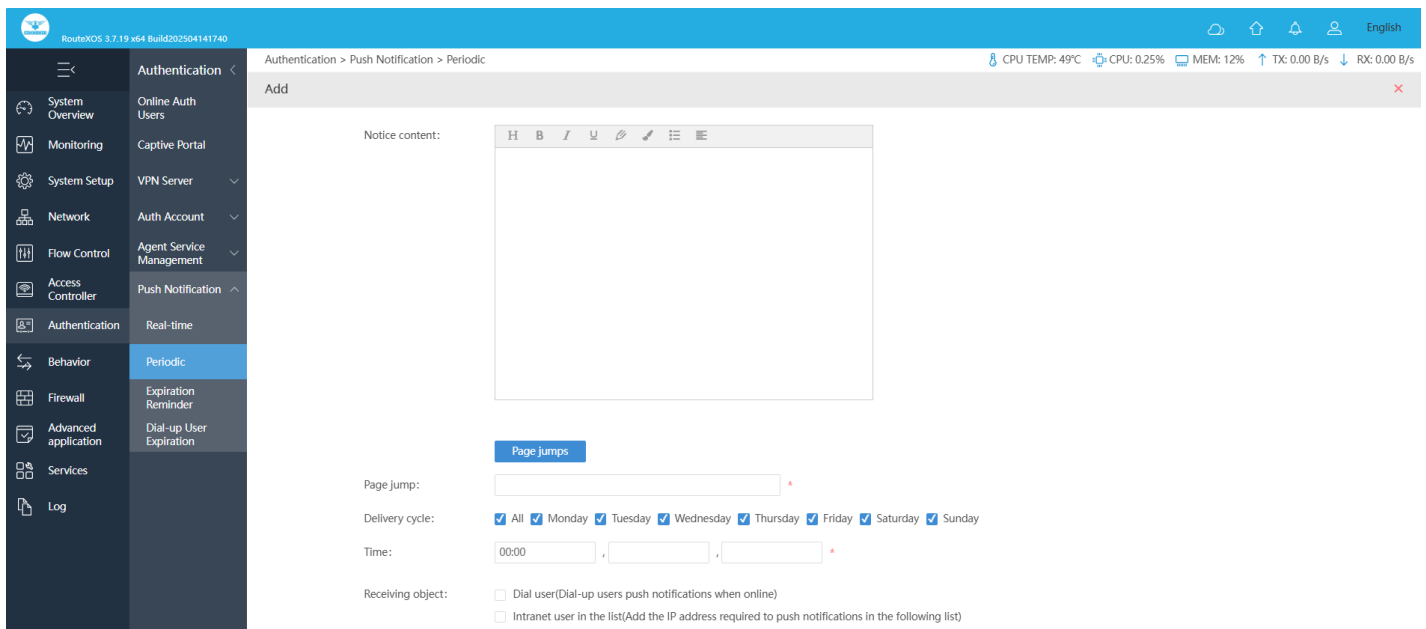 RouteXOS 3.7.19 x64 Build202504141740
English
Authentication
Authentication > Push Notification > Periodic
CPU TEMP: 49℃ CPU: 0.25% MEM: 12% TX: 0.00 B/s RX: 0.00 B/s
Add
System
Overview
Monitoring
System Setup
Network
Flow Control
Access
Controller
Authentication
Behavior
Firewall
Advanced
application
Services
Log
Online Auth
Users
Captive Portal
VPN Server
Auth Account
Agent Service
Management
Push Notification
Real-time
Periodic
Expiration
Reminder
Dial-up User
Expiration
Notice content:
H B I U
Page jumps
Page jump: *
Delivery cycle: All Monday Tuesday Wednesday Thursday Friday Saturday Sunday
Time: 00:00 , , *
Receiving object: Dial user(Dial-up users push notifications when online)
Intranet user in the list(Add the IP address required to push notifications in the following list)